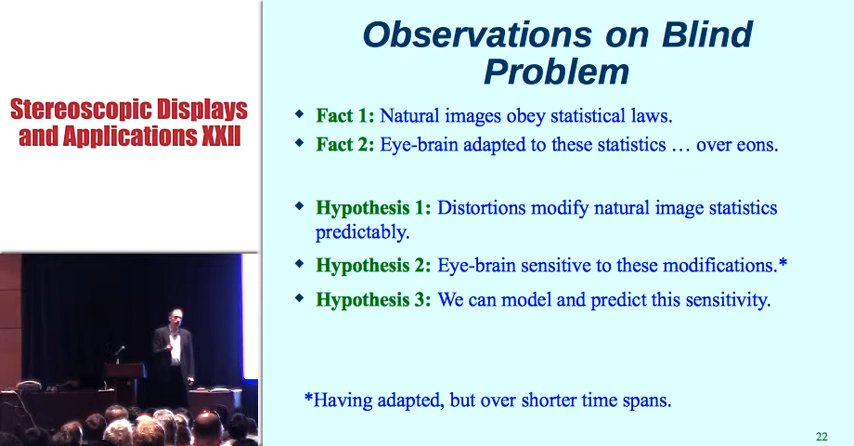 Stereoscopic Displays
and Applications XXII
Observations on Blind
Problem
Fact 1: Natural images obey statistical laws.
Fact 2: Eye-brain adapted to these statistics … over eons.
Hypothesis 1: Distortions modify natural image statistics
predictably.
Hypothesis 2: Eye-brain sensitive to these modifications.*
Hypothesis 3: We can model and predict this sensitivity.
*Having adapted, but over shorter time spans.
22